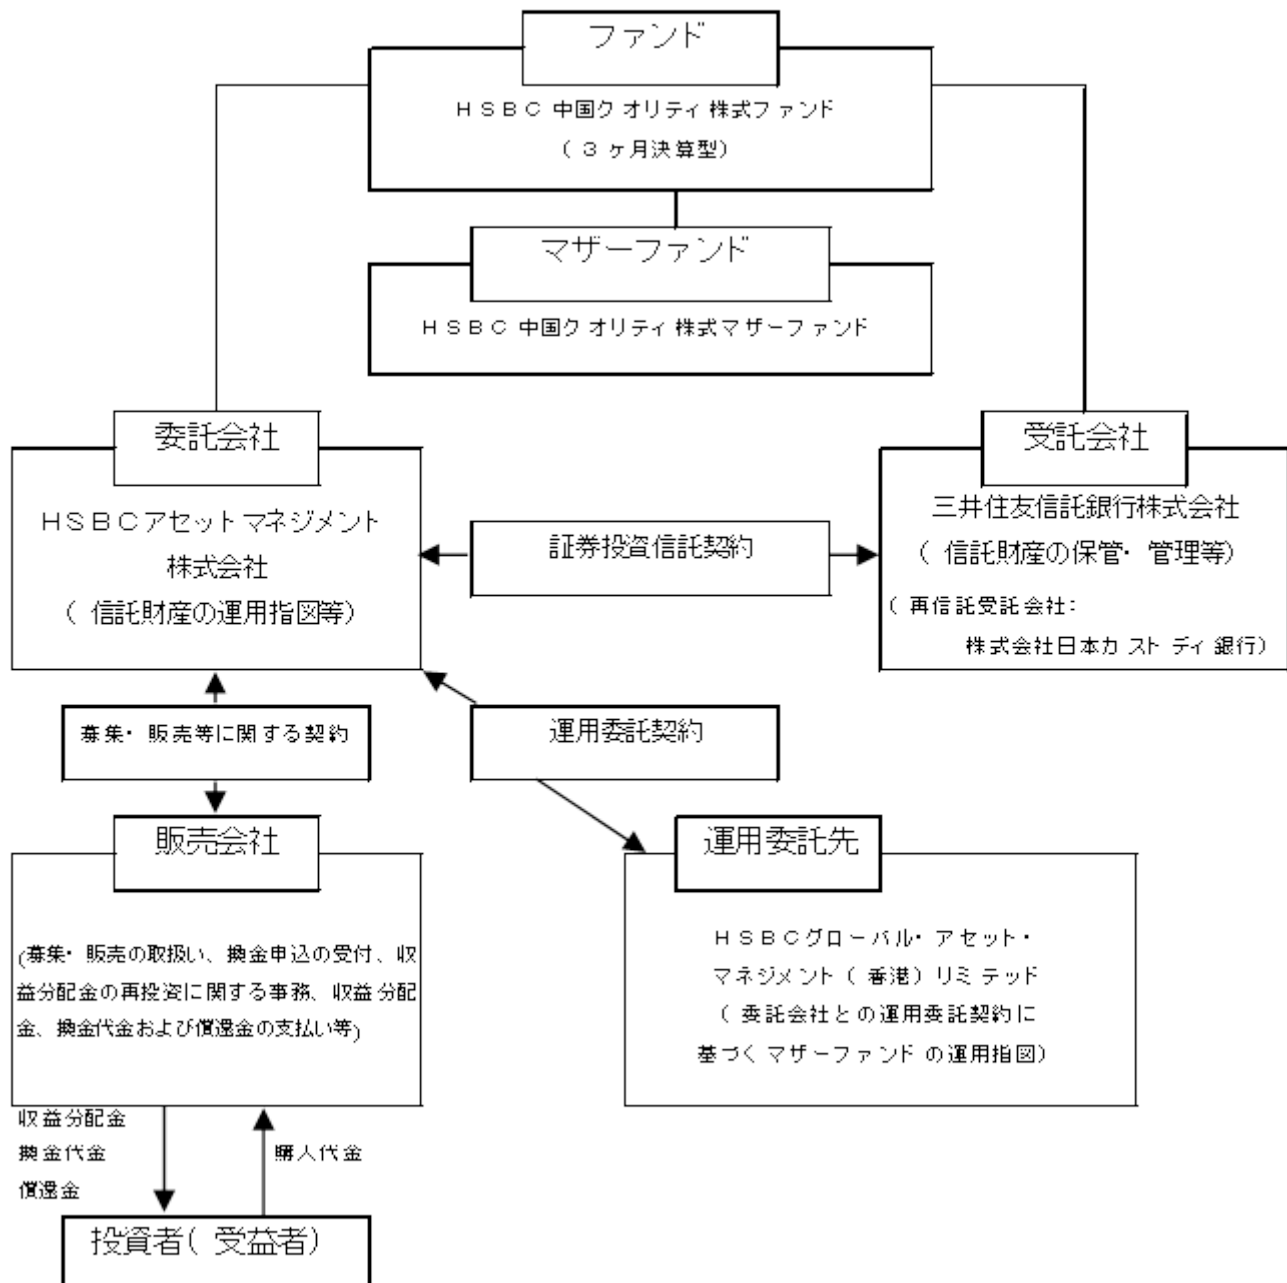 ファンド
HSBC 中国クオリティ株式ファンド
(3ヶ月決算型)
マザーファンド
HSBC 中国クオリティ株式マザーファンド
委託会社
HSBCアセットマネジメント
株式会社
(信託財産の運用指図等)
証券投資信託契約
受託会社
三井住友信託銀行株式会社
(信託財産の保管・管理等)
(再信託受託会社:
株式会社日本カストディ銀行)
募集・販売等に関する契約
運用委託契約
販売会社
(募集・販売の取扱い、換金申込の受付、収
益分配金の再投資に関する事務、収益分配
金、換金代金および償還金の支払い等)
運用委託先
HSBCグローバル・アセット・
マネジメント(香港)リミテッド
(委託会社との運用委託契約に
基づくマザーファンドの運用指図)
収益分配金
換金代金
償還金
購入代金
投資者(受益者)